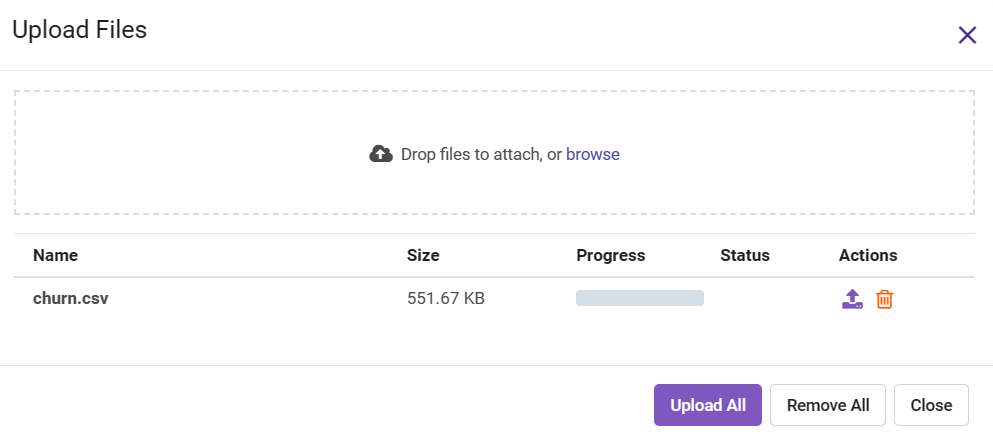 Upload Files
Drop files to attach, or browse
Name Size Progress Status Actions
churn.csv 551.67 KB
Upload All Remove All Close